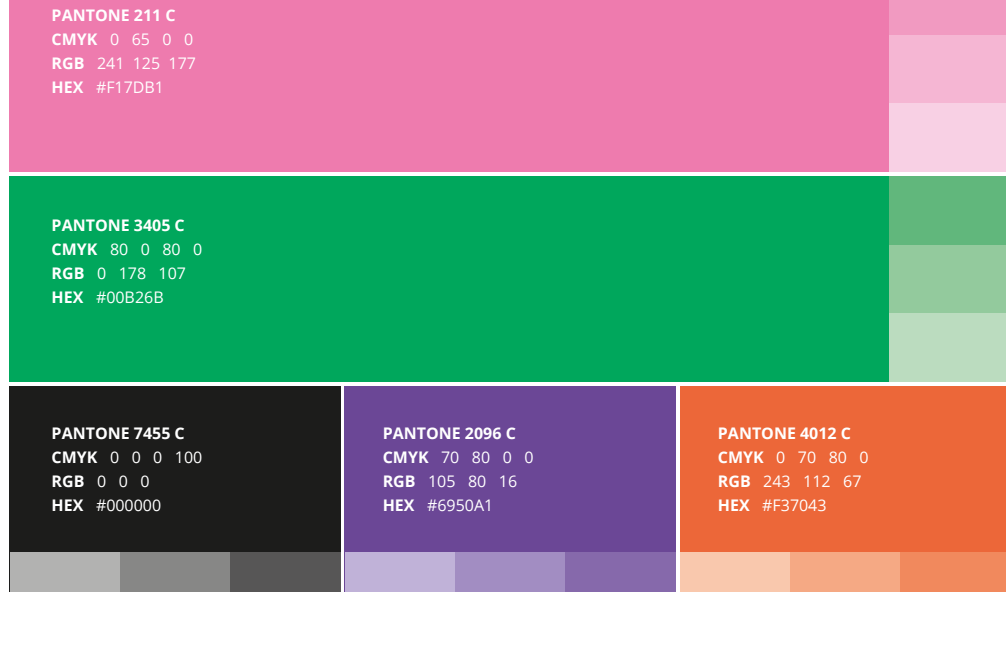 PANTONE 211 C
CMYK 0 65 0 0
RGB 241 125 177
HEX #F17DB1
PANTONE 3405 C
CMYK 80 0 80 0
RGB 0 178 107
HEX #00B26B
PANTONE 7455 C
CMYK 0 0 0 100
RGB 0 0 0
HEX #000000
PANTONE 2096 C
CMYK 70 80 0 0
RGB 105 80 16
HEX #6950A1
PANTONE 4012 C
CMYK 0 70 80 0
RGB 243 112 67
HEX #F37043